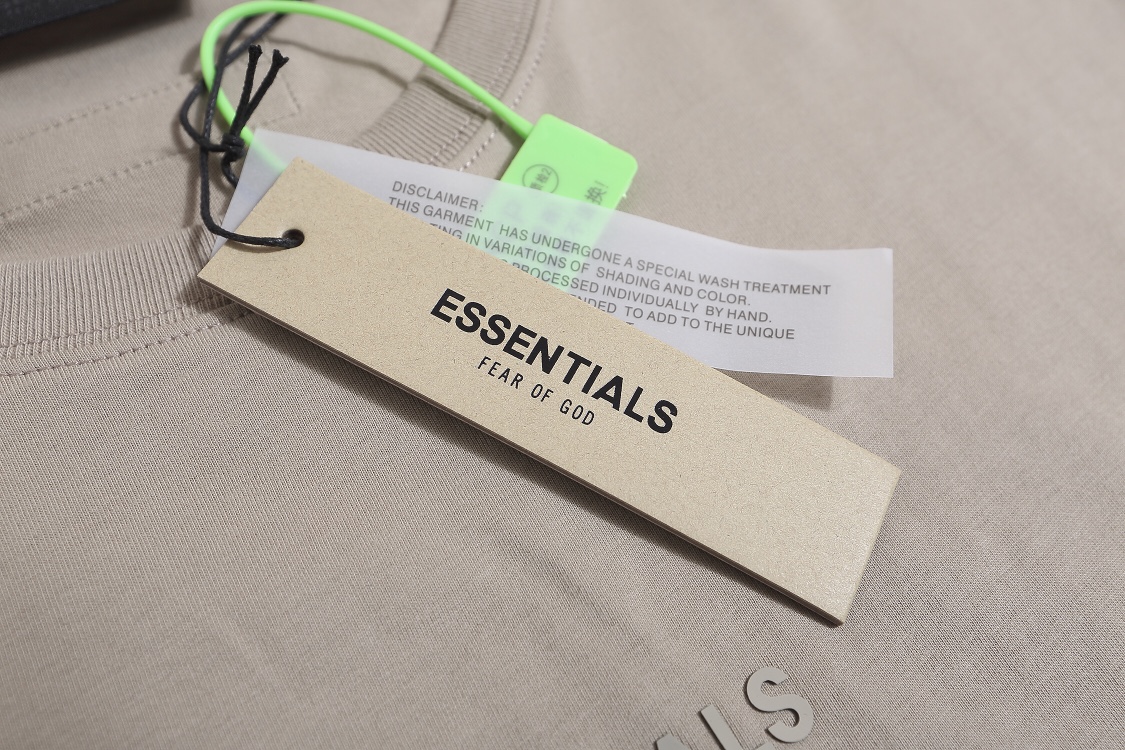 DISCLAIMER:
THIS GARMENT HAS UNDERGONE A SPECIAL WASH TREATMENT
IN VARIATIONS OF SHADING AND COLOR.
PROCESSED INDIVIDUALLY BY HAND.
TO ADD TO THE UNIQUE
ESSENTIALS
FEAR OF GOD
ALS